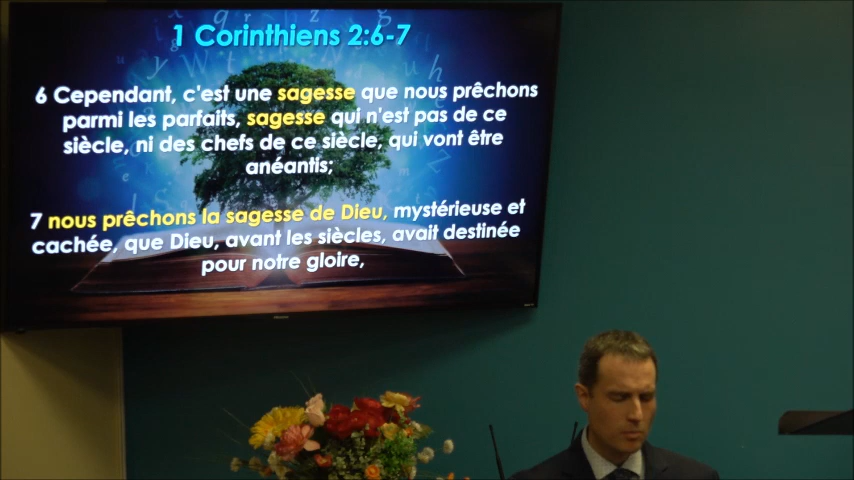 1 Corinthiens 2:6-7
6 Cependant, c'est une sagesse que nous prêchons
parmi les parfaits, sagesse qui n'est pas de ce
siècle, ni des chefs de ce siècle, qui vont être
anéantis;
7 nous prêchons la sagesse de Dieu, mystérieuse et
cachée, que Dieu, avant les siècles, avait destinée
pour notre gloire,